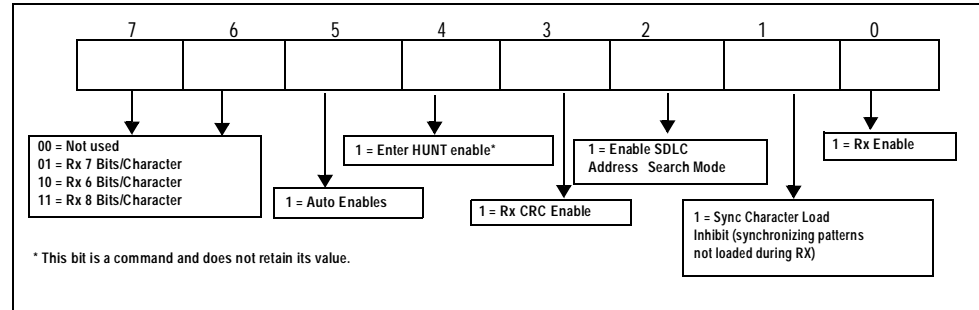 7 6 5 4 3 2 1 0
00 = Not used
01 = Rx 7 Bits/Character
10 = Rx 6 Bits/Character
11 = Rx 8 Bits/Character
1 = Auto Enables
1 = Enter HUNT enable*
1 = Rx CRC Enable
1 = Enable SDLC
Address Search Mode
1 = Sync Character Load
Inhibit (synchronizing patterns
not loaded during RX)
1 = Rx Enable
* This bit is a command and does not retain its value.